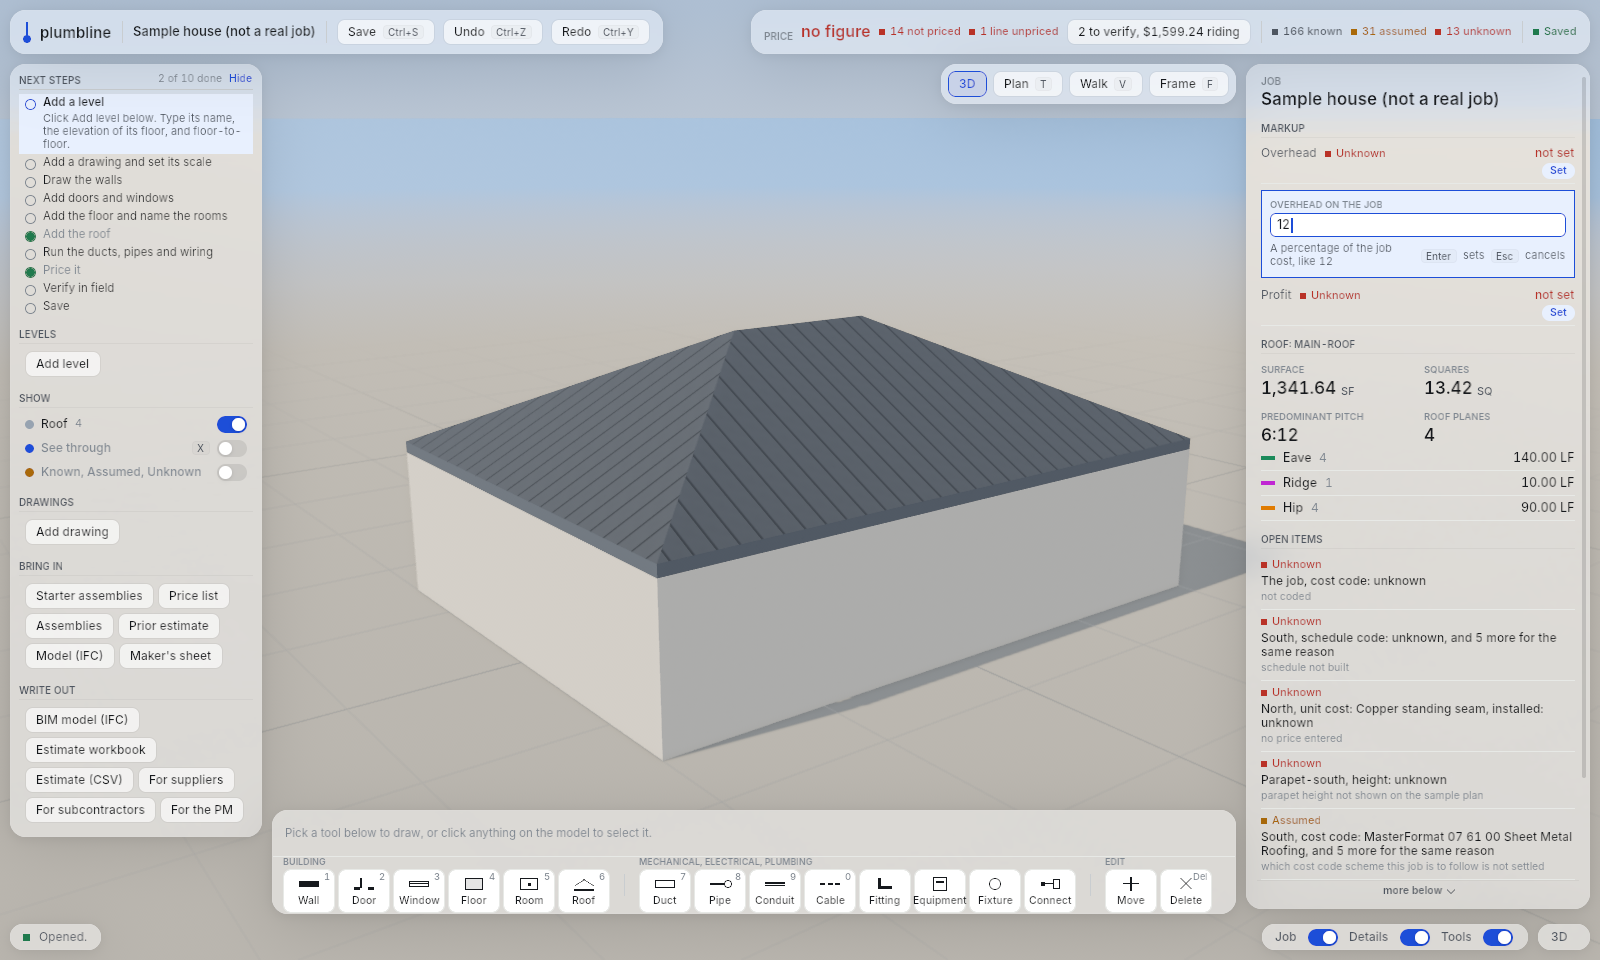 plumbline
Sample house (not a real job)
Save Ctrl+S
Undo Ctrl+Z
Redo Ctrl+Y
PRICE no figure
14 not priced
1 line unpriced
2 to verify, $1,599.24 riding
166 known
31 assumed
13 unknown
Saved
NEXT STEPS
2 of 10 done Hide
Add a level
Click Add level below. Type its name,
the elevation of its floor, and floor-to-
floor.
Add a drawing and set its scale
Draw the walls
Add doors and windows
Add the floor and name the rooms
Add the roof
Run the ducts, pipes and wiring
Price it
Verify in field
Save
LEVELS
Add level
SHOW
Roof 4
See through X
Known, Assumed, Unknown
DRAWINGS
Add drawing
BRING IN
Starter assemblies Price list
Assemblies Prior estimate
Model (IFC) Maker's sheet
WRITE OUT
BIM model (IFC)
Estimate workbook
Estimate (CSV) For suppliers
For subcontractors For the PM
Opened.
3D
Plan T
Walk V
Frame F
Pick a tool below to draw, or click anything on the model to select it.
BUILDING
1 Wall
2 Door
3 Window
4 Floor
5 Room
6 Roof
MECHANICAL, ELECTRICAL, PLUMBING
7 Duct
8 Pipe
9 Conduit
0 Cable
Fitting
Equipment
Fixture
Connect
EDIT
Move
Del Delete
JOB
Sample house (not a real job)
MARKUP
Overhead Unknown not set
Set
OVERHEAD ON THE JOB
12
A percentage of the job
cost, like 12
Enter sets Esc cancels
Profit Unknown not set
Set
ROOF: MAIN-ROOF
SURFACE SQUARES
1,341.64 SF 13.42 SQ
PREDOMINANT PITCH ROOF PLANES
6:12 4
Eave 4 140.00 LF
Ridge 1 10.00 LF
Hip 4 90.00 LF
OPEN ITEMS
Unknown
The job, cost code: unknown
not coded
Unknown
South, schedule code: unknown, and 5 more for the
same reason
schedule not built
Unknown
North, unit cost: Copper standing seam, installed:
unknown
no price entered
Unknown
Parapet-south, height: unknown
parapet height not shown on the sample plan
Assumed
South, cost code: MasterFormat 07 61 00 Sheet Metal
Roofing, and 5 more for the same reason
which cost code scheme this job is to follow is not settled
more below
Job Details Tools 3D